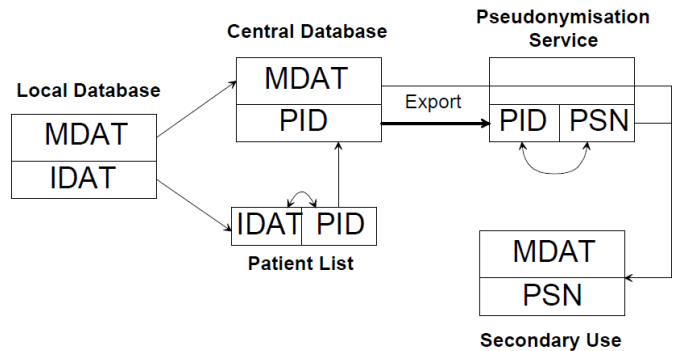 Pseudonymisation
Service
Central Database
Local Database
MDAT
IDAT
MDAT
PID
Export
PID PSN
IDAT PID
Patient List
MDAT
PSN
Secondary Use